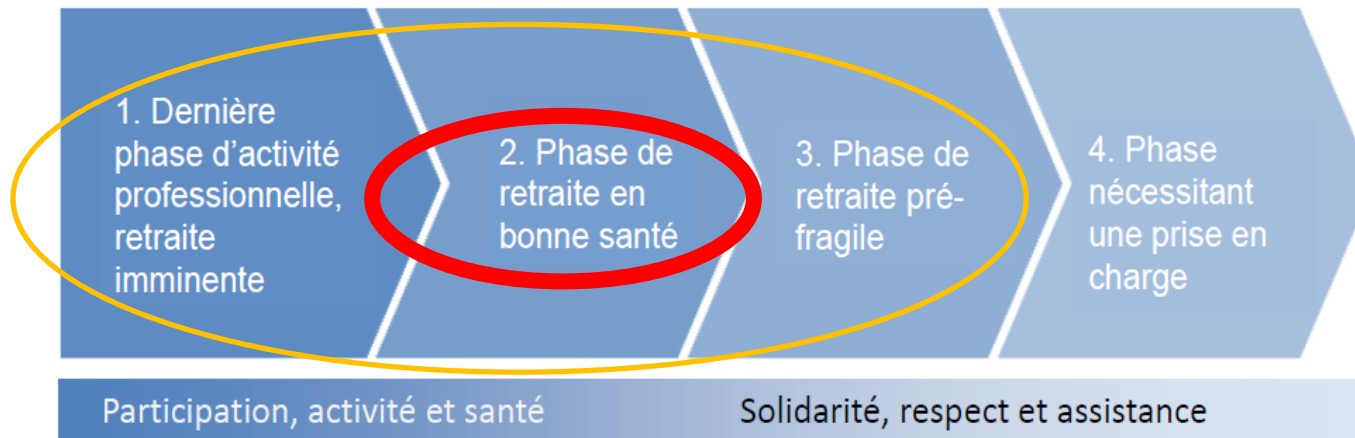 1. Dernière
phase d’activité
professionnelle,
retraite
imminente
2. Phase de
retraite en
bonne santé
3. Phase de
retraite pré-
fragile
4. Phase
nécessitant
une prise en
charge
Participation, activité et santé
Solidarité, respect et assistance